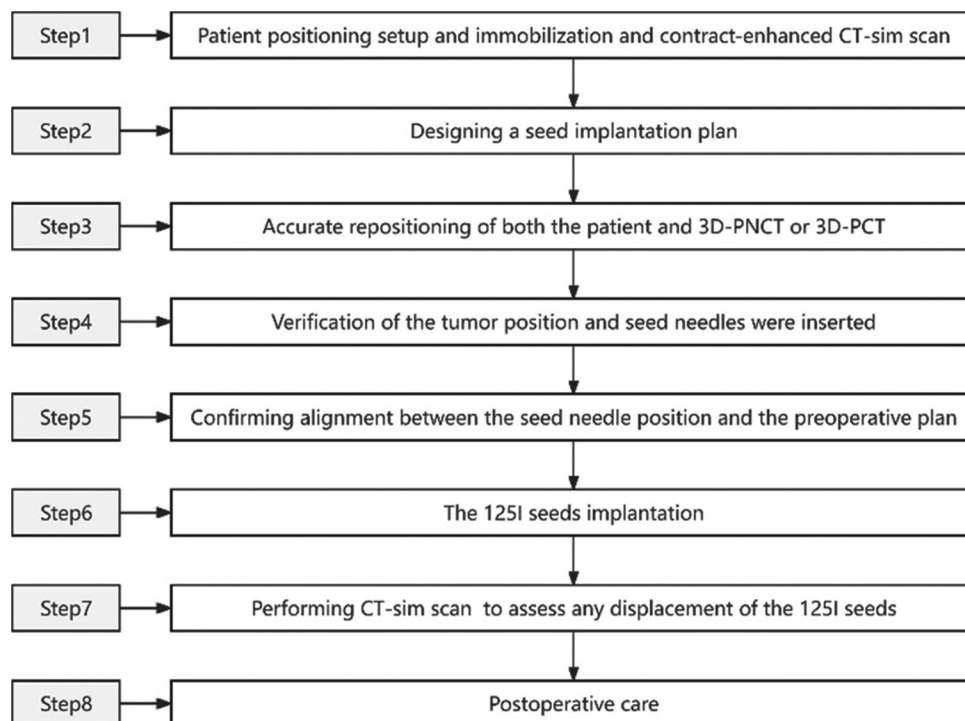 Step1
Patient positioning setup and immobilization and contract-enhanced CT-sim scan
Step2
Designing a seed implantation plan
Step3
Accurate repositioning of both the patient and 3D-PNCT or 3D-PCT
Step4
Verification of the tumor position and seed needles were inserted
Step5
Confirming alignment between the seed needle position and the preoperative plan
Step6
The 125I seeds implantation
Step7
Performing CT-sim scan to assess any displacement of the 125I seeds
Step8
Postoperative care